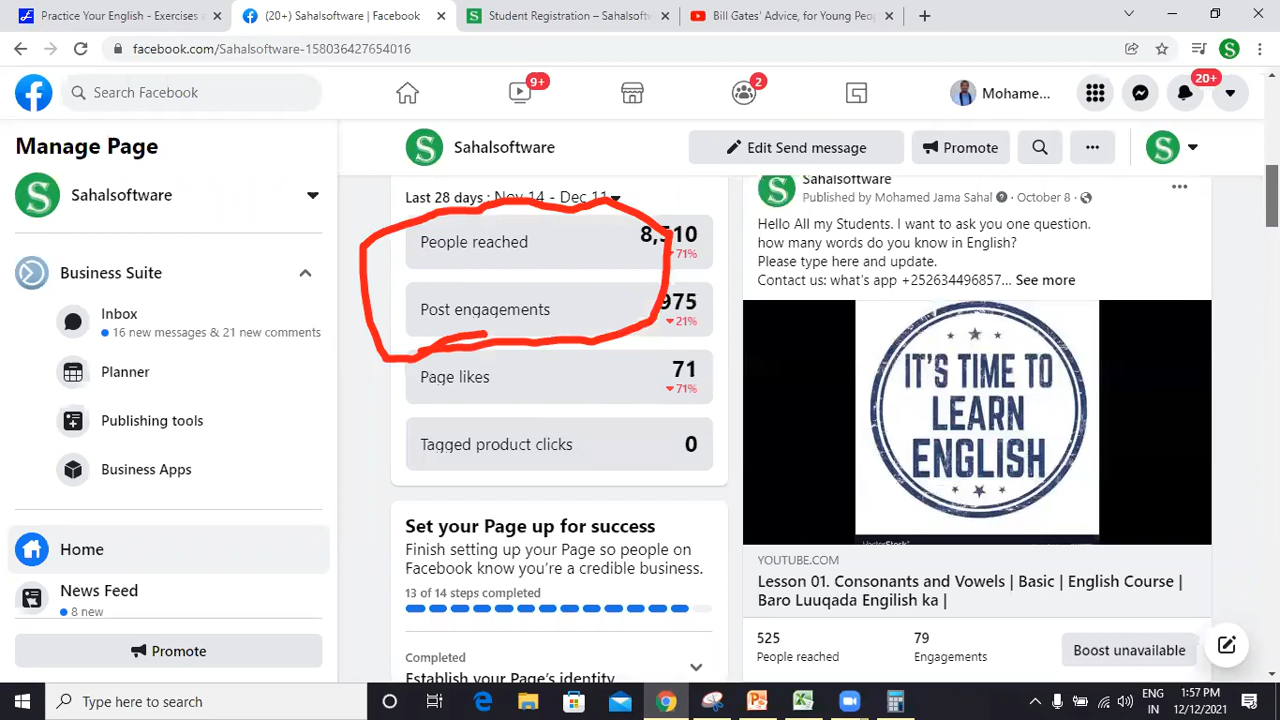 Practice Your English - Exercises
(20+) Sahalsoftware | Facebook
Student Registration – Sahalsoftw
Bill Gates' Advice, for Young Peo
facebook.com/Sahalsoftware-158036427654016
Search Facebook
9+
2
Mohame...
20+
Manage Page
Sahalsoftware
Business Suite
Inbox
16 new messages & 21 new comments
Planner
Publishing tools
Business Apps
Home
News Feed
8 new
Promote
Sahalsoftware
Edit Send message
Promote
Last 28 days : Nov 14 - Dec 11
People reached
8,510
71%
Post engagements
975
21%
Page likes
71
71%
Tagged product clicks
0
Set your Page up for success
Finish setting up your Page so people on
Facebook know you're a credible business.
13 of 14 steps completed
Completed
Establish your Page's identity
Sahalsoftware
Published by Mohamed Jama Sahal · October 8 ·
Hello All my Students. I want to ask you one question.
how many words do you know in English?
Please type here and update.
Contact us: what's app +252634496857... See more
IT'S TIME TO
LEARN
ENGLISH
YOUTUBE.COM
Lesson 01. Consonants and Vowels | Basic | English Course |
Baro Luuqada Engilish ka |
525
People reached
79
Engagements
Boost unavailable
Type here to search
ENG
IN
1:57 PM
12/12/2021